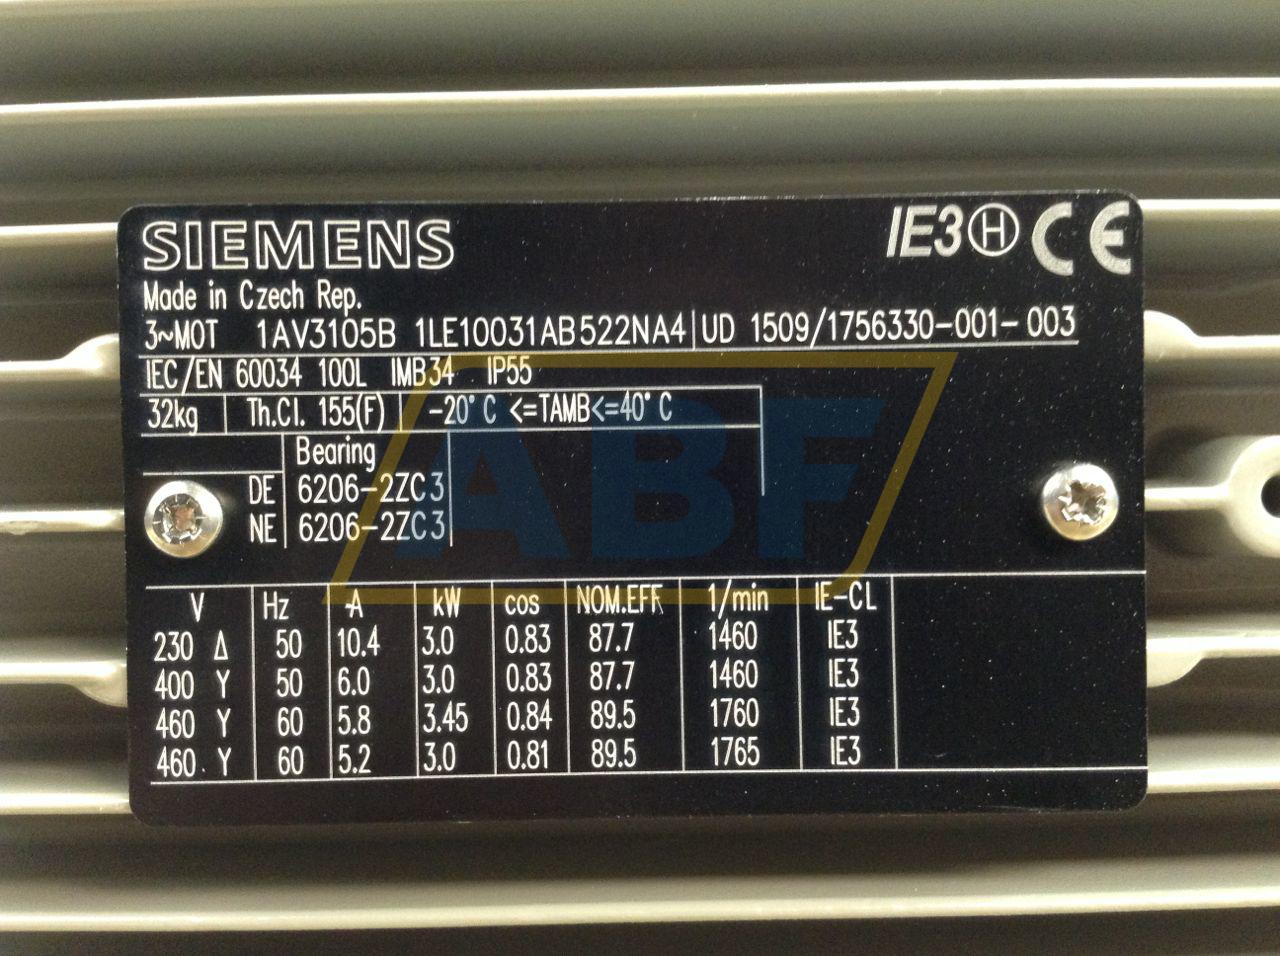 SIEMENS
IE3 H CE
Made in Czech Rep.
3~MOT 1AV3105B 1LE10031AB522NA4 UD 1509/1756330-001-003
IEC/EN 60034 100L IMB34 IP55
32kg Th.Cl. 155(F) -20°C <=TAMB<=40°C
Bearing
DE 6206-2ZC3
NE 6206-2ZC3
ABF
V Hz A kW cos NOM.EFF 1/min IE-CL
230 Δ 50 10.4 3.0 0.83 87.7 1460 IE3
400 Y 50 6.0 3.0 0.83 87.7 1460 IE3
460 Y 60 5.8 3.45 0.84 89.5 1760 IE3
460 Y 60 5.2 3.0 0.81 89.5 1765 IE3